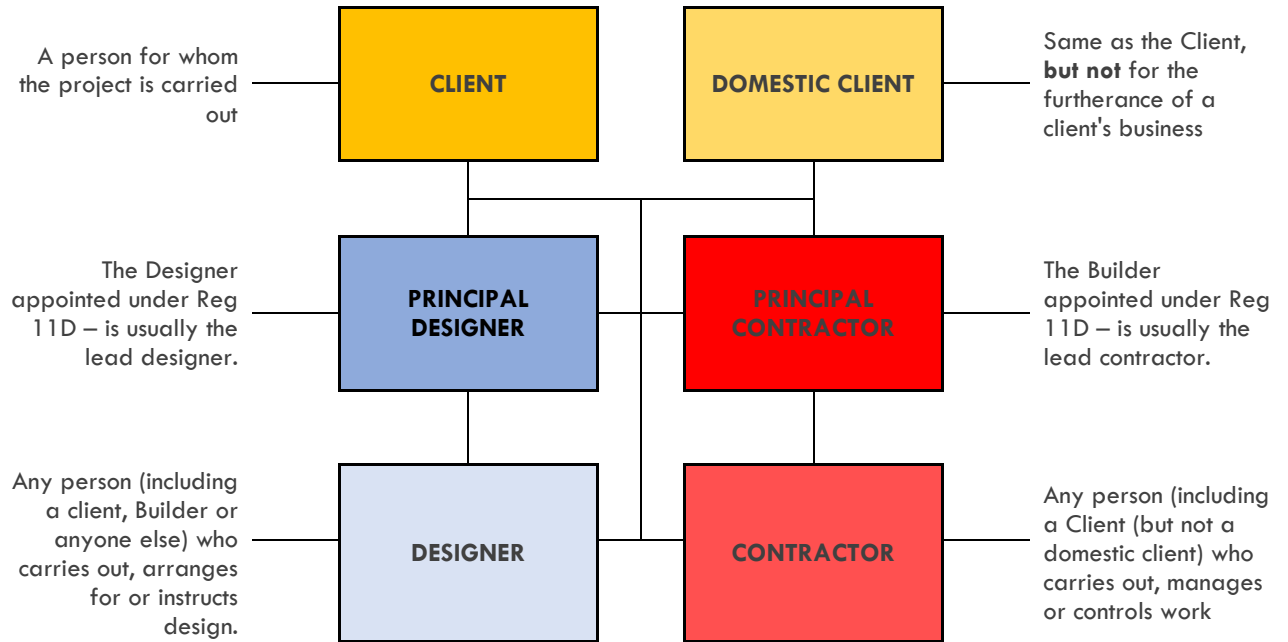 A person for whom
the project is carried
out
CLIENT
DOMESTIC CLIENT
Same as the Client,
but not for the
furtherance of a
client's business
The Designer
appointed under Reg
11D – is usually the
lead designer.
PRINCIPAL
DESIGNER
PRINCIPAL
CONTRACTOR
The Builder
appointed under Reg
11D – is usually the
lead contractor.
Any person (including
a client, Builder or
anyone else) who
carries out, arranges
for or instructs
design.
DESIGNER
CONTRACTOR
Any person (including
a Client (but not a
domestic client) who
carries out, manages
or controls work